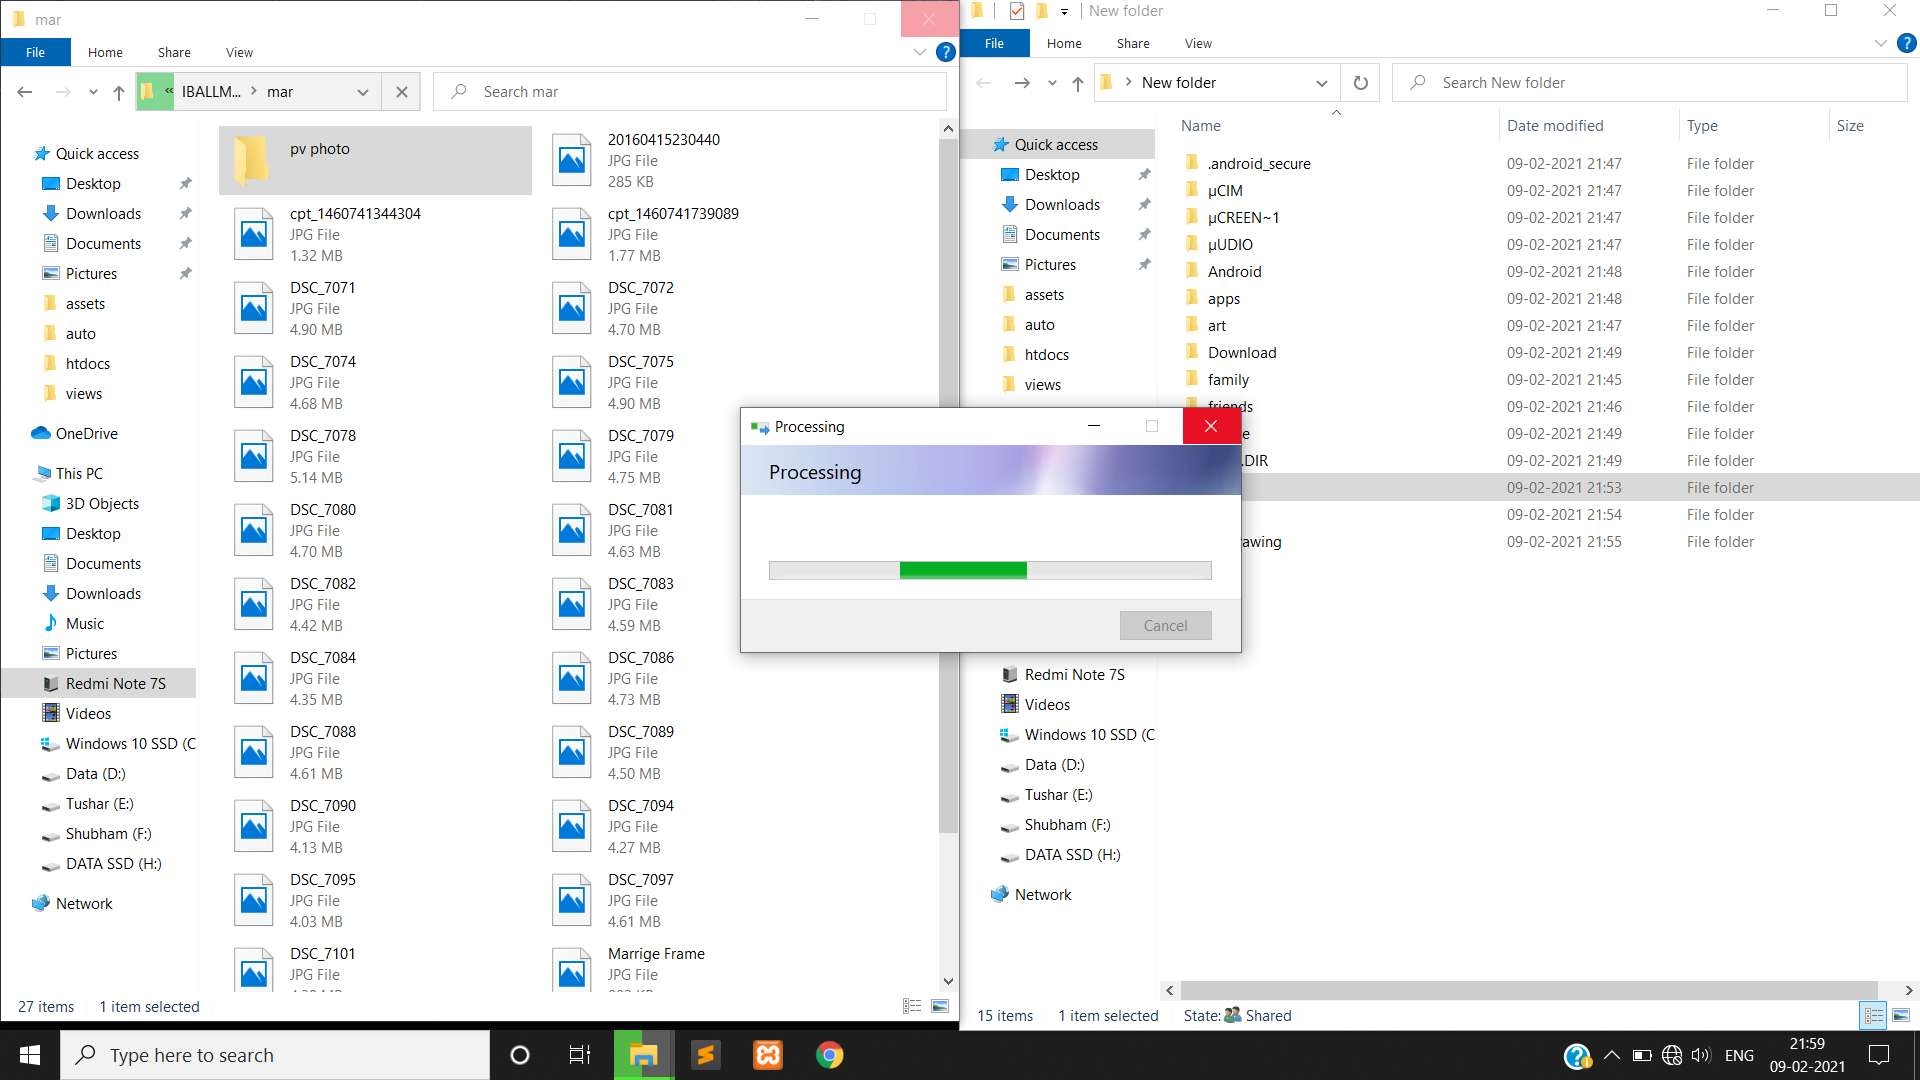 mar
File Home Share View
« IBALLM... > mar
Search mar
Quick access
Desktop
Downloads
Documents
Pictures
assets
auto
htdocs
views
OneDrive
This PC
3D Objects
Desktop
Documents
Downloads
Music
Pictures
Redmi Note 7S
Videos
Windows 10 SSD (C
Data (D:)
Tushar (E:)
Shubham (F:)
DATA SSD (H:)
Network
pv photo
20160415230440
JPG File
285 KB
cpt_1460741344304
JPG File
1.32 MB
cpt_1460741739089
JPG File
1.77 MB
DSC_7071
JPG File
4.90 MB
DSC_7072
JPG File
4.70 MB
DSC_7074
JPG File
4.68 MB
DSC_7075
JPG File
4.90 MB
DSC_7078
JPG File
5.14 MB
DSC_7079
JPG File
4.75 MB
DSC_7080
JPG File
4.70 MB
DSC_7081
JPG File
4.63 MB
DSC_7082
JPG File
4.42 MB
DSC_7083
JPG File
4.59 MB
DSC_7084
JPG File
4.35 MB
DSC_7086
JPG File
4.73 MB
DSC_7088
JPG File
4.61 MB
DSC_7089
JPG File
4.50 MB
DSC_7090
JPG File
4.13 MB
DSC_7094
JPG File
4.27 MB
DSC_7095
JPG File
4.03 MB
DSC_7097
JPG File
4.61 MB
DSC_7101
JPG File
Marrige Frame
JPG File
27 items 1 item selected
New folder
File Home Share View
> New folder
Search New folder
Quick access
Desktop
Downloads
Documents
Pictures
assets
auto
htdocs
views
Redmi Note 7S
Videos
Windows 10 SSD (C
Data (D:)
Tushar (E:)
Shubham (F:)
DATA SSD (H:)
Network
Name Date modified Type Size
.android_secure 09-02-2021 21:47 File folder
µCIM 09-02-2021 21:47 File folder
µCREEN~1 09-02-2021 21:47 File folder
µUDIO 09-02-2021 21:47 File folder
Android 09-02-2021 21:48 File folder
apps 09-02-2021 21:48 File folder
art 09-02-2021 21:47 File folder
Download 09-02-2021 21:49 File folder
family 09-02-2021 21:45 File folder
friends 09-02-2021 21:46 File folder
e 09-02-2021 21:49 File folder
.DIR 09-02-2021 21:49 File folder
09-02-2021 21:53 File folder
09-02-2021 21:54 File folder
awing 09-02-2021 21:55 File folder
15 items 1 item selected State: Shared
Processing
Processing
Cancel
Type here to search
ENG
21:59
09-02-2021